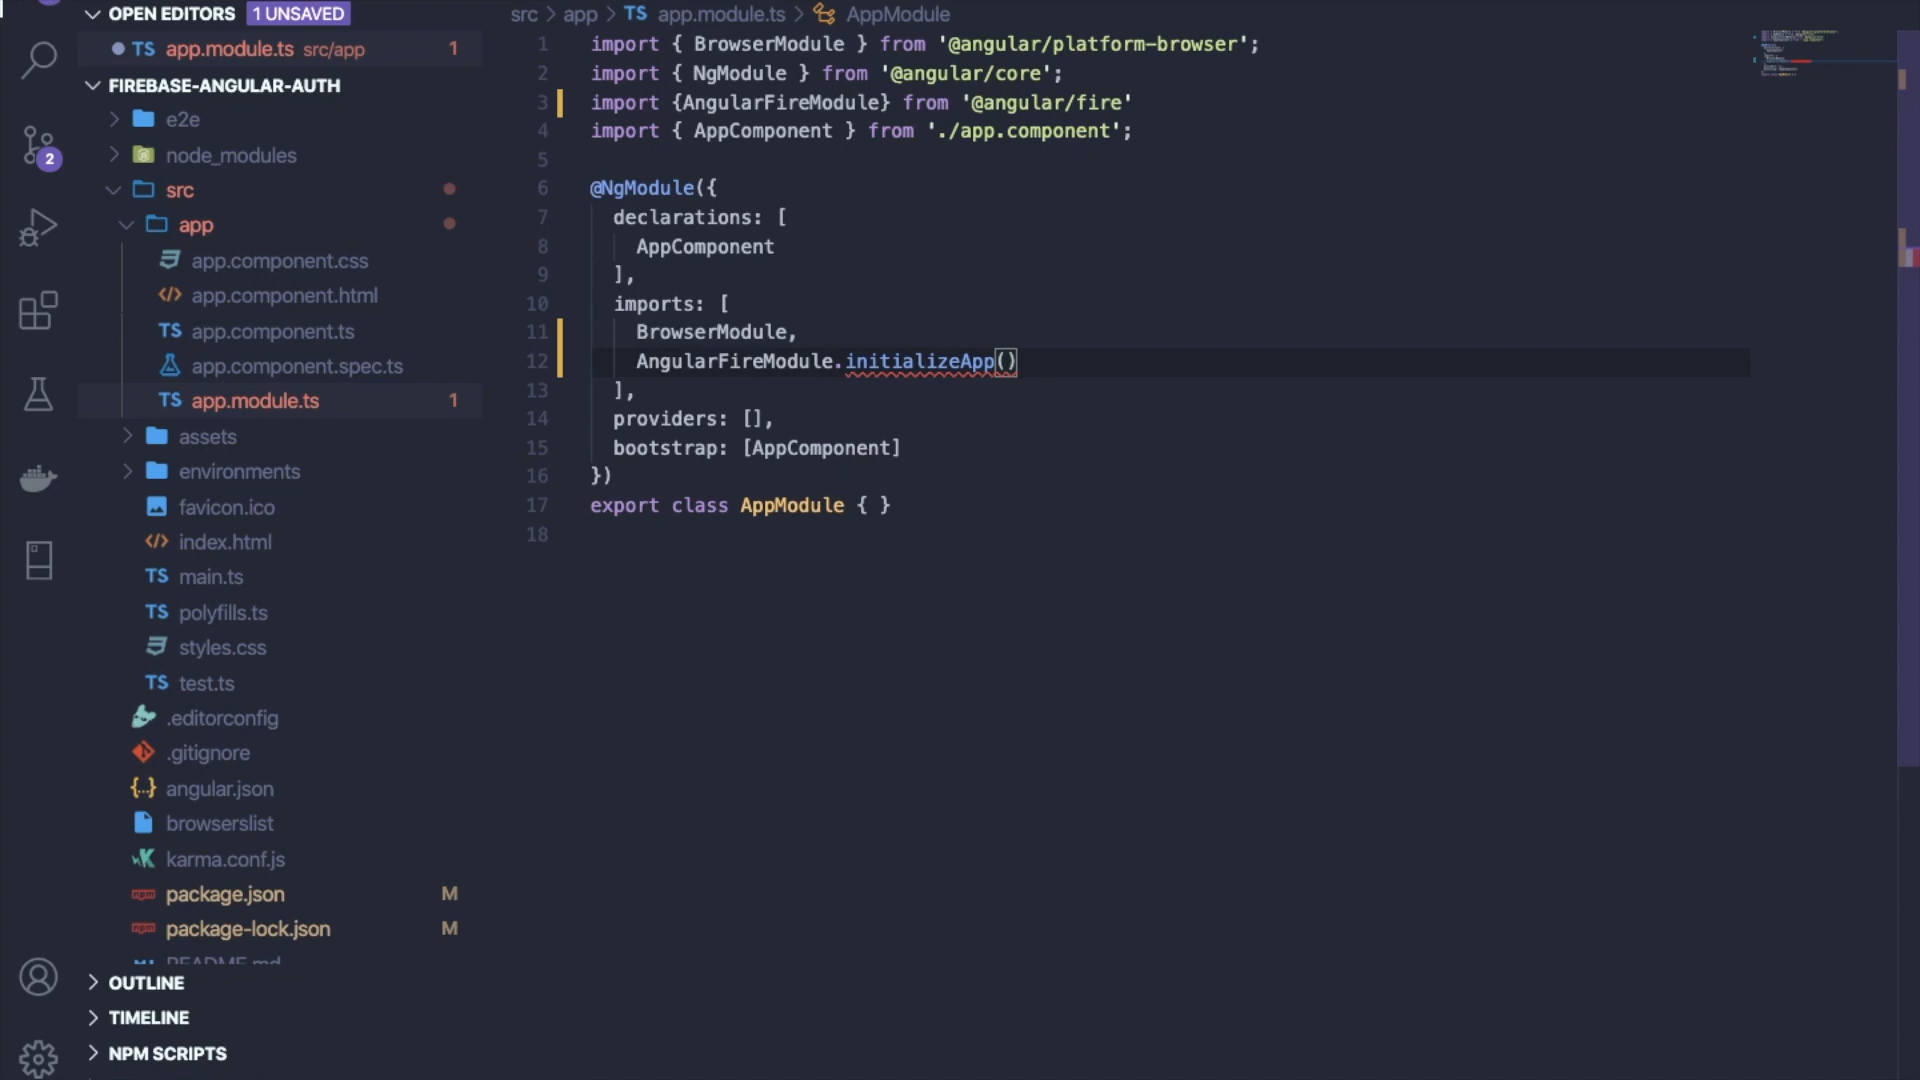 OPEN EDITORS 1 UNSAVED
TS app.module.ts src/app 1
FIREBASE-ANGULAR-AUTH
e2e
node_modules
src
app
app.component.css
app.component.html
TS app.component.ts
app.component.spec.ts
TS app.module.ts 1
assets
environments
favicon.ico
index.html
TS main.ts
TS polyfills.ts
styles.css
TS test.ts
.editorconfig
.gitignore
angular.json
browserslist
karma.conf.js
package.json M
package-lock.json M
README.md
OUTLINE
TIMELINE
NPM SCRIPTS
2
src > app > TS app.module.ts > AppModule
1 import { BrowserModule } from '@angular/platform-browser';
2 import { NgModule } from '@angular/core';
3 import {AngularFireModule} from '@angular/fire'
4 import { AppComponent } from './app.component';
5
6 @NgModule({
7 declarations: [
8 AppComponent
9 ],
10 imports: [
11 BrowserModule,
12 AngularFireModule.initializeApp()
13 ],
14 providers: [],
15 bootstrap: [AppComponent]
16 })
17 export class AppModule { }
18